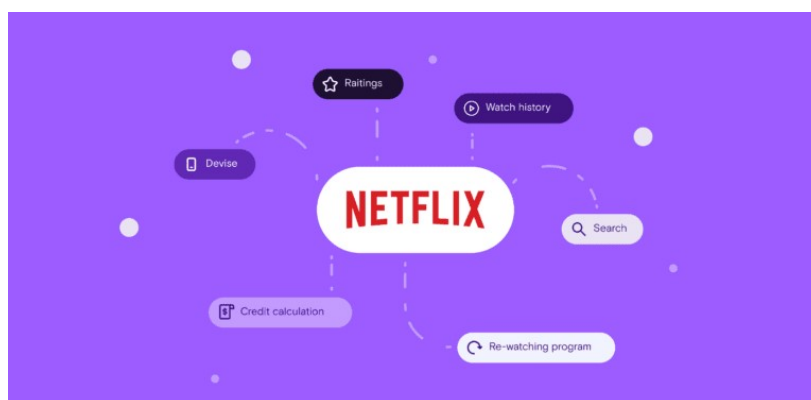 Raitings
Watch history
Devise
NETFLIX
Search
Credit calculation
Re-watching program